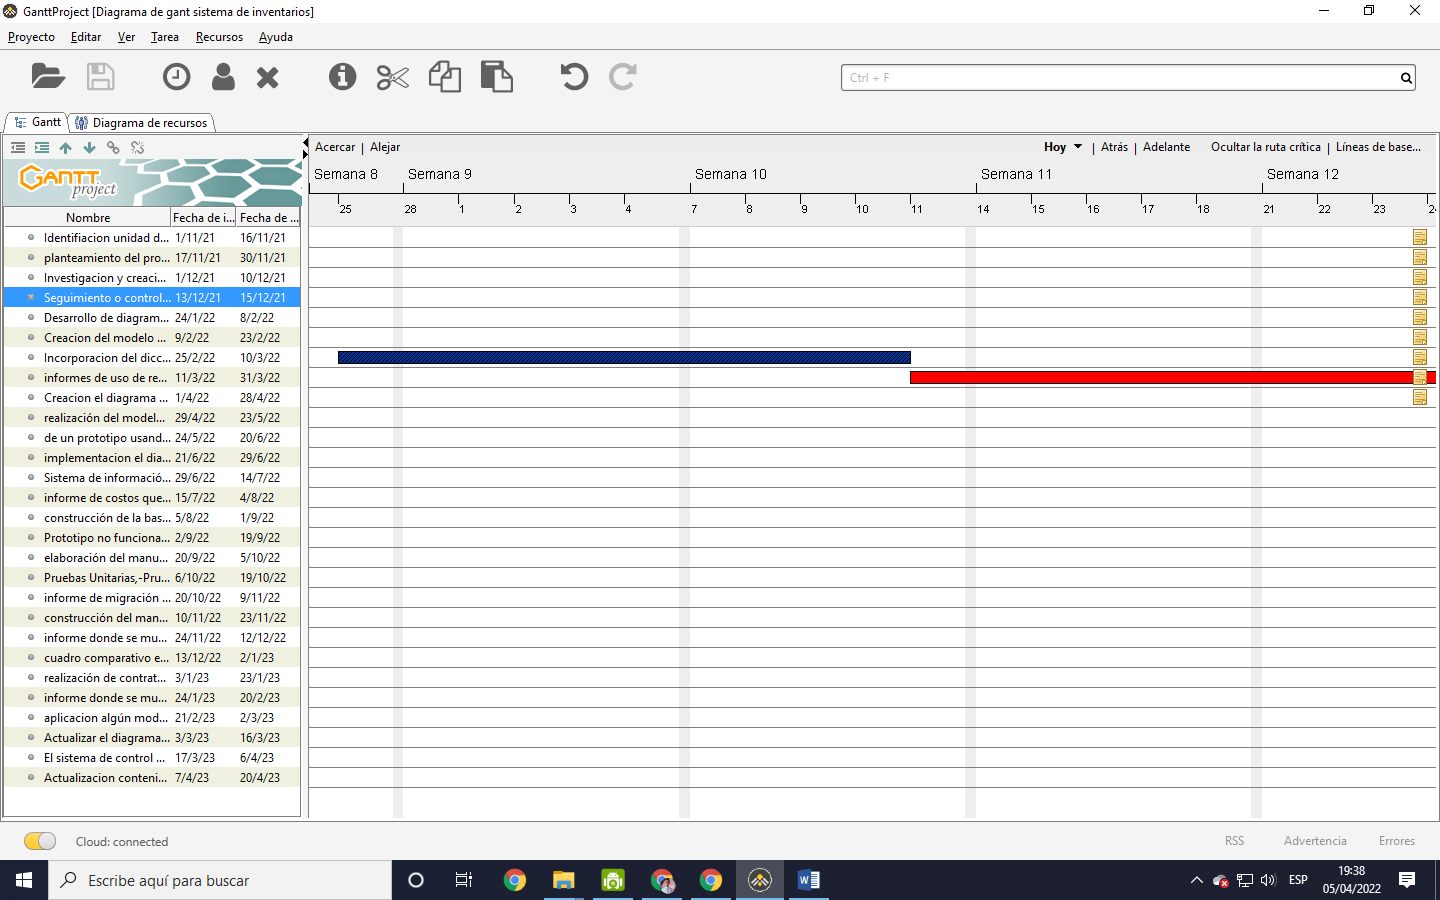 GanttProject [Diagrama de gant sistema de inventarios]
Proyecto Editar Ver Tarea Recursos Ayuda
Ctrl + F
Gantt Diagrama de recursos
Acercar | Alejar Hoy | Atrás | Adelante Ocultar la ruta crítica | Líneas de base...
GANTT project
Semana 8 Semana 9 Semana 10 Semana 11 Semana 12
25 28 1 2 3 4 7 8 9 10 11 14 15 16 17 18 21 22 23 24
Nombre Fecha de i... Fecha de ...
Identifiacion unidad d... 1/11/21 16/11/21
planteamiento del pro... 17/11/21 30/11/21
Investigacion y creaci... 1/12/21 10/12/21
Seguimiento o control... 13/12/21 15/12/21
Desarrollo de diagram... 24/1/22 8/2/22
Creacion del modelo ... 9/2/22 23/2/22
Incorporacion del dicc... 25/2/22 10/3/22
informes de uso de re... 11/3/22 31/3/22
Creacion el diagrama ... 1/4/22 28/4/22
realización del model... 29/4/22 23/5/22
de un prototipo usand... 24/5/22 20/6/22
implementacion el dia... 21/6/22 29/6/22
Sistema de informació... 29/6/22 14/7/22
informe de costos que... 15/7/22 4/8/22
construcción de la bas... 5/8/22 1/9/22
Prototipo no funciona... 2/9/22 19/9/22
elaboración del manu... 20/9/22 5/10/22
Pruebas Unitarias,-Pru... 6/10/22 19/10/22
informe de migración ... 20/10/22 9/11/22
construcción del man... 10/11/22 23/11/22
informe donde se mu... 24/11/22 12/12/22
cuadro comparativo e... 13/12/22 2/1/23
realización de contrat... 3/1/23 23/1/23
informe donde se mu... 24/1/23 20/2/23
aplicacion algún mod... 21/2/23 2/3/23
Actualizar el diagrama... 3/3/23 16/3/23
El sistema de control ... 17/3/23 6/4/23
Actualizacion conteni... 7/4/23 20/4/23
Cloud: connected RSS Advertencia Errores
Escribe aquí para buscar ESP 19:38
05/04/2022